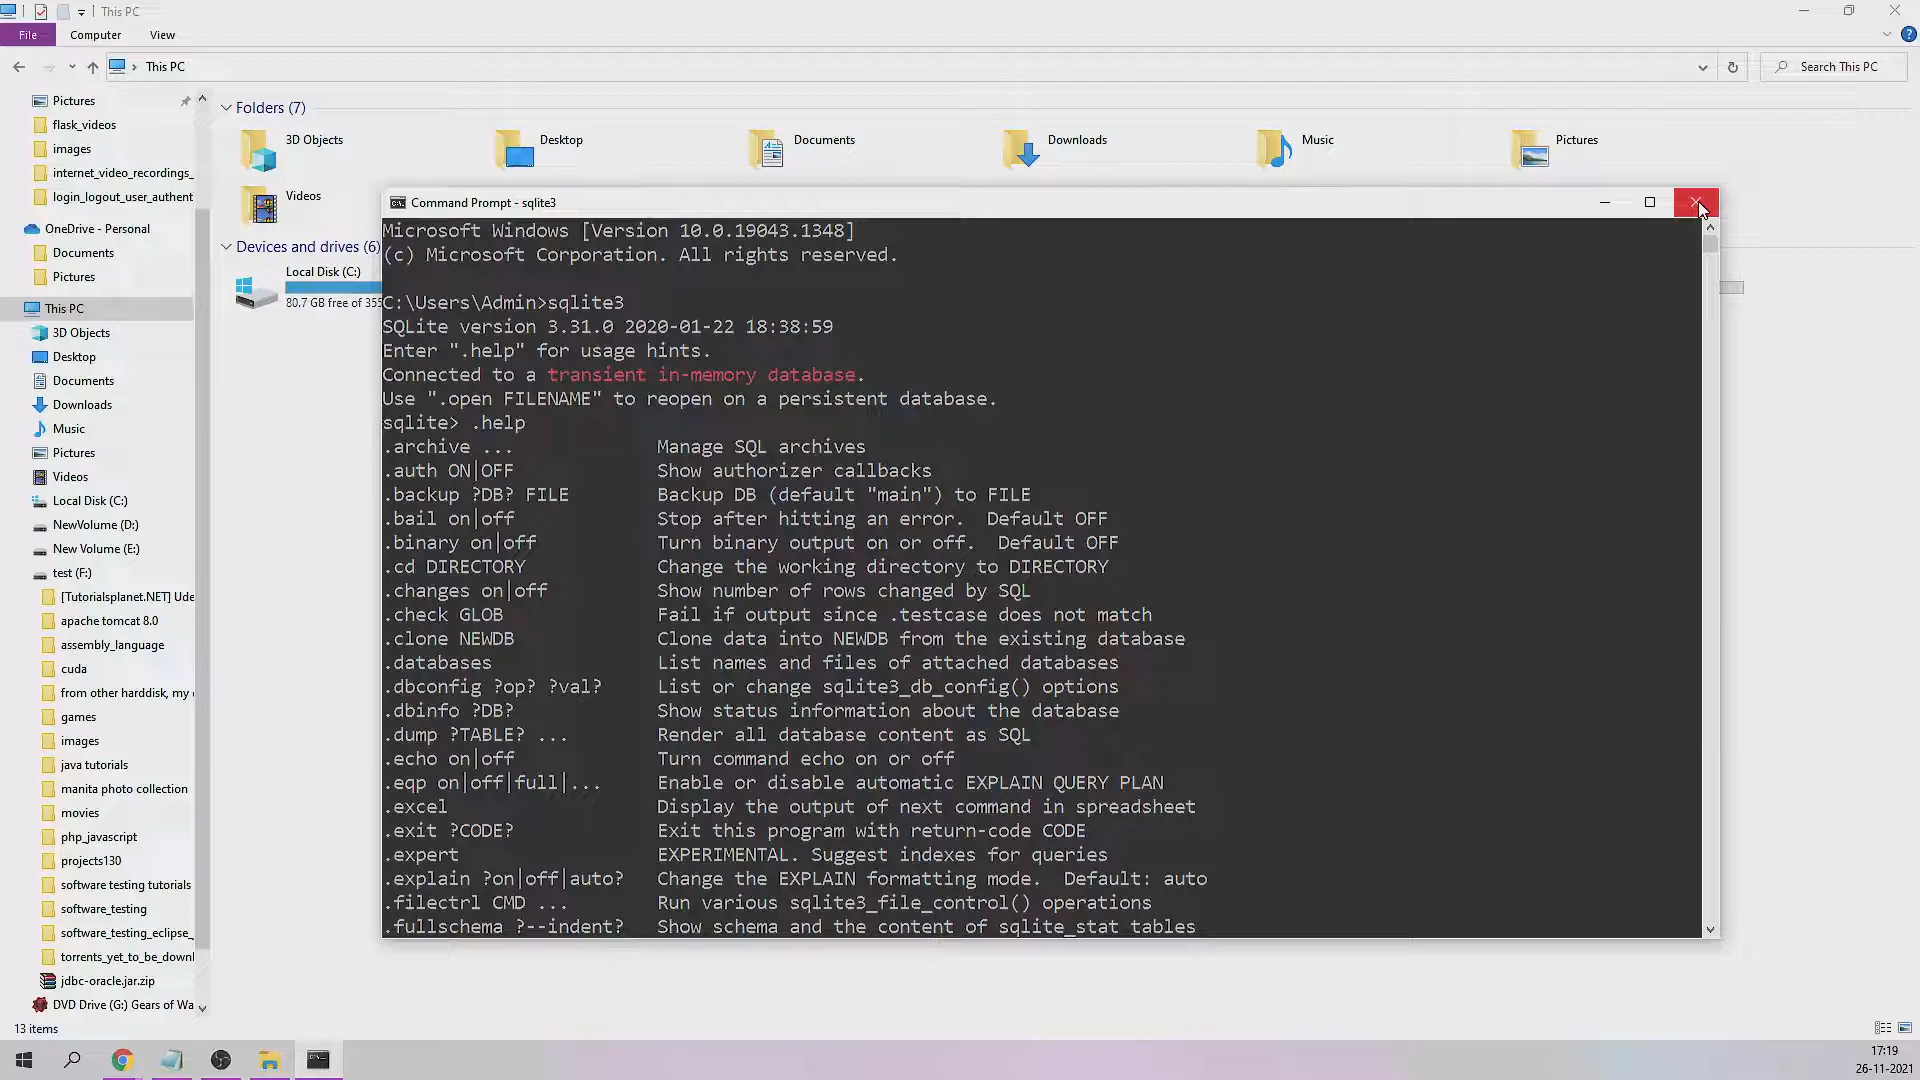 This PC
File
Computer
View
This PC
Search This PC
Pictures
flask_videos
images
internet_video_recordings_
login_logout_user_authent
OneDrive - Personal
Documents
Pictures
This PC
3D Objects
Desktop
Documents
Downloads
Music
Pictures
Videos
Local Disk (C:)
NewVolume (D:)
New Volume (E:)
test (F:)
[Tutorialsplanet.NET] Ude
apache tomcat 8.0
assembly_language
cuda
from other harddisk, my
games
images
java tutorials
manita photo collection
movies
php_javascript
projects130
software testing tutorials
software_testing
software_testing_eclipse_
torrents_yet_to_be_downl
jdbc-oracle.jar.zip
DVD Drive (G:) Gears of Wa
13 items
Folders (7)
3D Objects
Desktop
Documents
Downloads
Music
Pictures
Videos
Devices and drives (6)
Local Disk (C:)
80.7 GB free of 355
Command Prompt - sqlite3
Microsoft Windows [Version 10.0.19043.1348]
(c) Microsoft Corporation. All rights reserved.
C:\Users\Admin>sqlite3
SQLite version 3.31.0 2020-01-22 18:38:59
Enter ".help" for usage hints.
Connected to a transient in-memory database.
Use ".open FILENAME" to reopen on a persistent database.
sqlite> .help
.archive ... Manage SQL archives
.auth ON|OFF Show authorizer callbacks
.backup ?DB? FILE Backup DB (default "main") to FILE
.bail on|off Stop after hitting an error. Default OFF
.binary on|off Turn binary output on or off. Default OFF
.cd DIRECTORY Change the working directory to DIRECTORY
.changes on|off Show number of rows changed by SQL
.check GLOB Fail if output since .testcase does not match
.clone NEWDB Clone data into NEWDB from the existing database
.databases List names and files of attached databases
.dbconfig ?op? ?val? List or change sqlite3_db_config() options
.dbinfo ?DB? Show status information about the database
.dump ?TABLE? ... Render all database content as SQL
.echo on|off Turn command echo on or off
.eqp on|off|full|... Enable or disable automatic EXPLAIN QUERY PLAN
.excel Display the output of next command in spreadsheet
.exit ?CODE? Exit this program with return-code CODE
.expert EXPERIMENTAL. Suggest indexes for queries
.explain ?on|off|auto? Change the EXPLAIN formatting mode. Default: auto
.filectrl CMD ... Run various sqlite3_file_control() operations
.fullschema ?--indent? Show schema and the content of sqlite_stat tables
17:19
26-11-2021